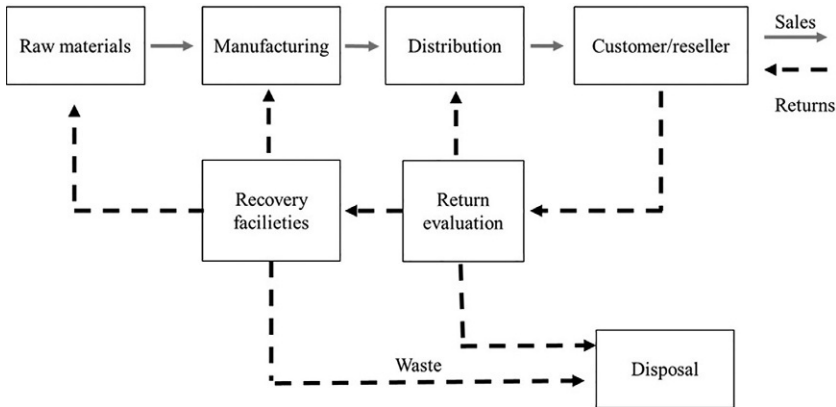 Raw materials
Manufacturing
Distribution
Customer/reseller
Sales
Returns
Recovery
facilieties
Return
evaluation
Waste
Disposal